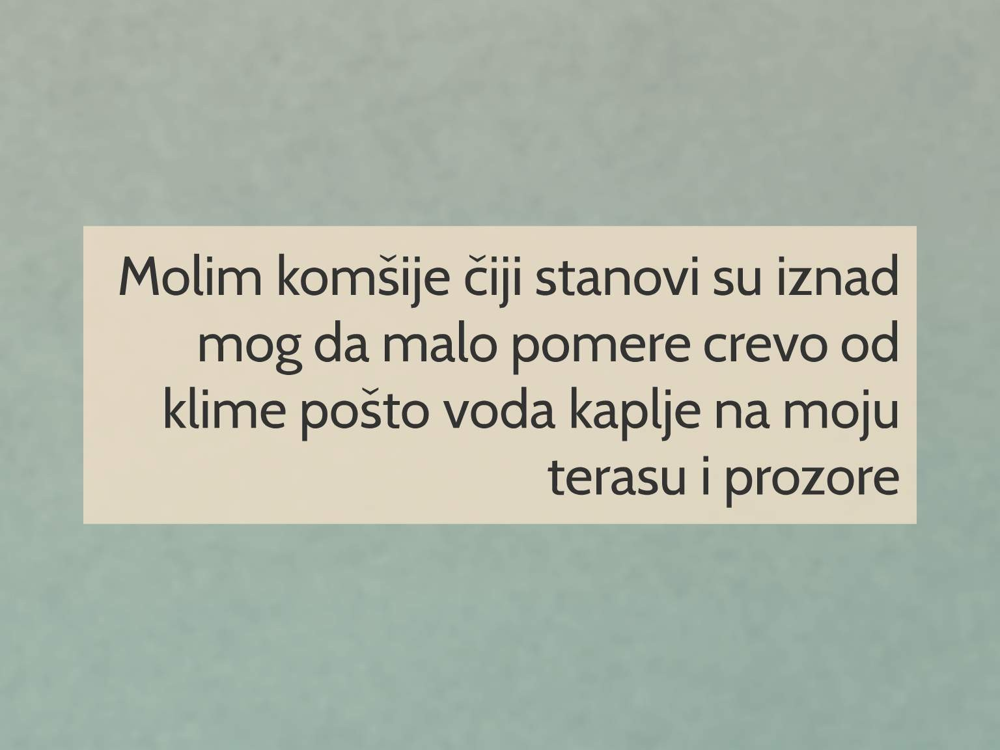 Molim komšije čiji stanovi su iznad
mog da malo pomere crevo od
klime pošto voda kaplje na moju
terasu i prozore